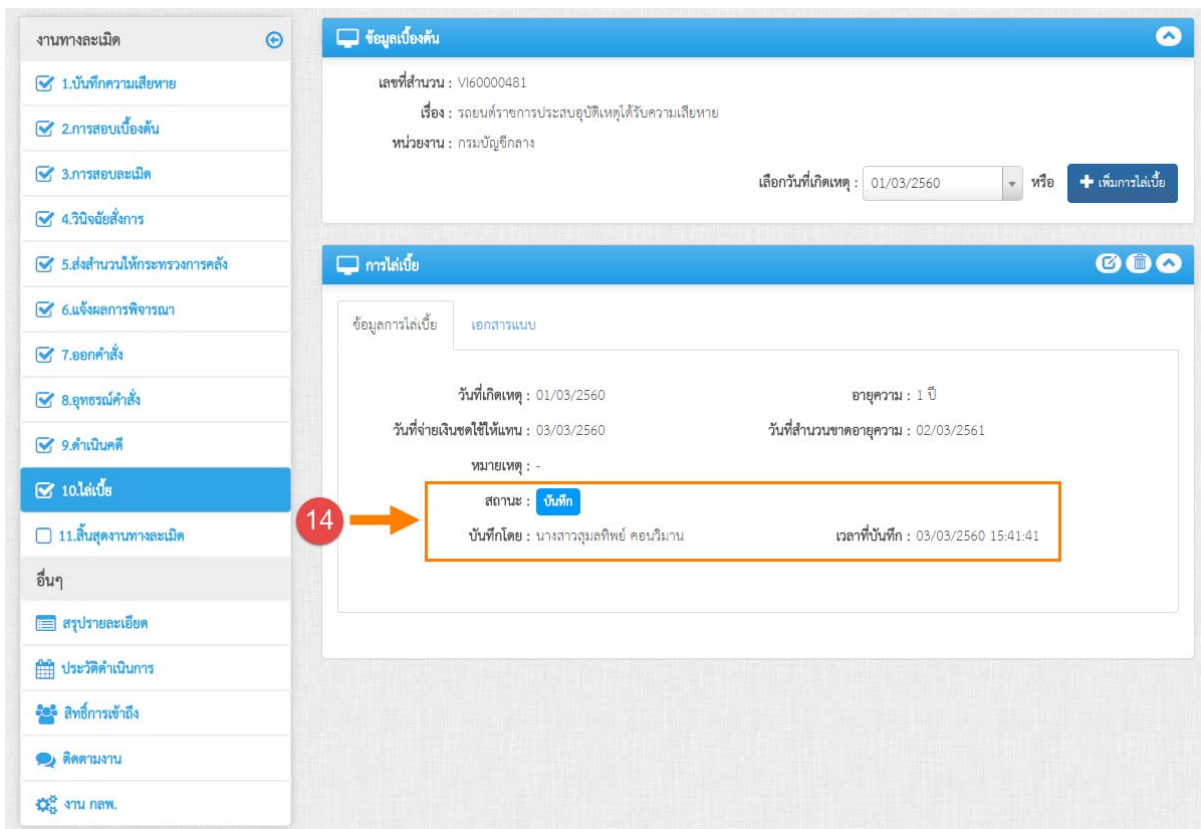 งานทางละเมิด
1.บันทึกความเสียหาย
2.การสอบเบื้องต้น
3.การสอบละเมิด
4.วินิจฉัยสั่งการ
5.ส่งสำนวนให้กระทรวงการคลัง
6.แจ้งผลการพิจารณา
7.ออกคำสั่ง
8.อุทธรณ์คำสั่ง
9.ดำเนินคดี
10.ไล่เบี้ย
11.สิ้นสุดงานทางละเมิด
อื่นๆ
สรุปรายละเอียด
ประวัติดำเนินการ
สิทธิ์การเข้าถึง
ติดตามงาน
งาน กลพ.
ข้อมูลเบื้องต้น
เลขที่สำนวน : VI60000481
เรื่อง : รถยนต์ราชการประสบอุบัติเหตุได้รับความเสียหาย
หน่วยงาน : กรมบัญชีกลาง
เลือกวันที่เกิดเหตุ : 01/03/2560 หรือ เพิ่มการไล่เบี้ย
การไล่เบี้ย
ข้อมูลการไล่เบี้ย เอกสารแนบ
วันที่เกิดเหตุ : 01/03/2560 อายุความ : 1 ปี
วันที่จ่ายเงินชดใช้ให้แทน : 03/03/2560 วันที่สำนวนขาดอายุความ : 02/03/2561
หมายเหตุ : -
สถานะ : บันทึก
14
บันทึกโดย : นางสาวสุมลทิพย์ คอนวิมาน เวลาที่บันทึก : 03/03/2560 15:41:41